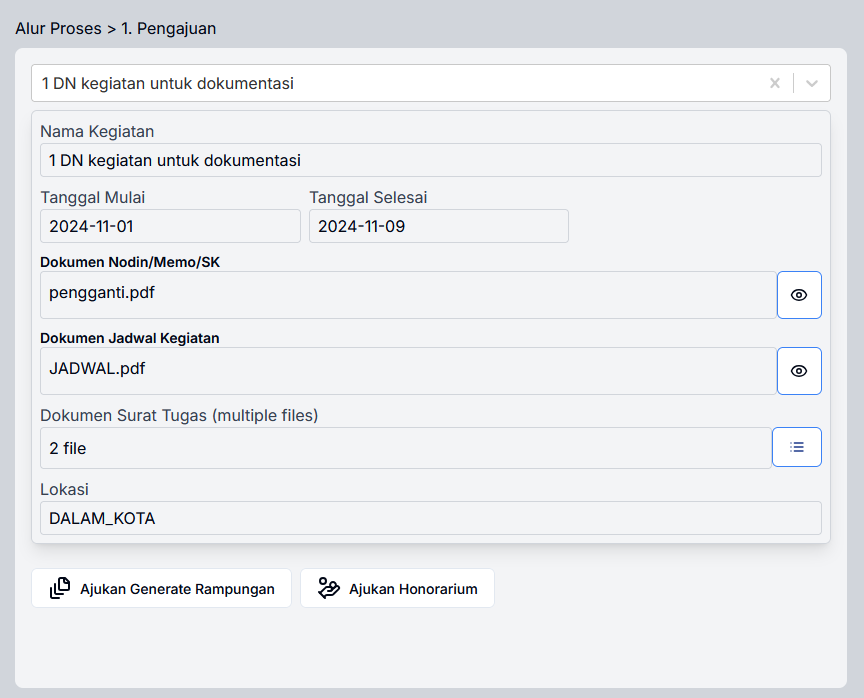 Alur Proses > 1. Pengajuan
1 DN kegiatan untuk dokumentasi
Nama Kegiatan
1 DN kegiatan untuk dokumentasi
Tanggal Mulai Tanggal Selesai
2024-11-01 2024-11-09
Dokumen Nodin/Memo/SK
pengganti.pdf
Dokumen Jadwal Kegiatan
JADWAL.pdf
Dokumen Surat Tugas (multiple files)
2 file
Lokasi
DALAM_KOTA
Ajukan Generate Rampungan Ajukan Honorarium